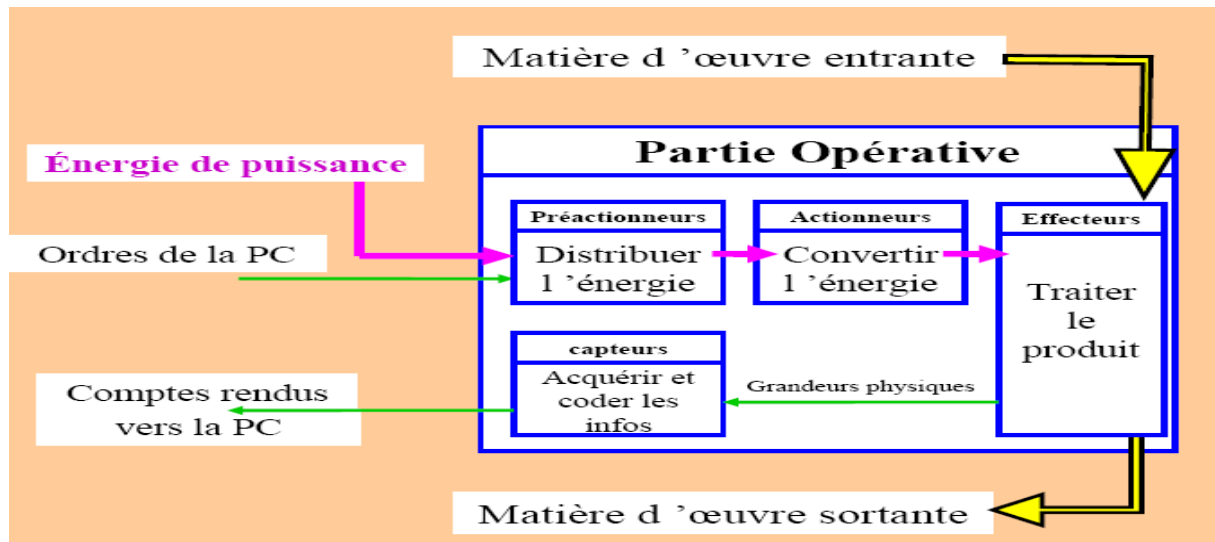 Matière d ’œuvre entrante
Partie Opérative
Énergie de puissance
Préactionneurs
Distribuer
l ’énergie
Actionneurs
Convertir
l ’énergie
Effecteurs
Traiter
le
produit
Ordres de la PC
capteurs
Acquérir et
coder les
infos
Grandeurs physiques
Comptes rendus
vers la PC
Matière d ’œuvre sortante